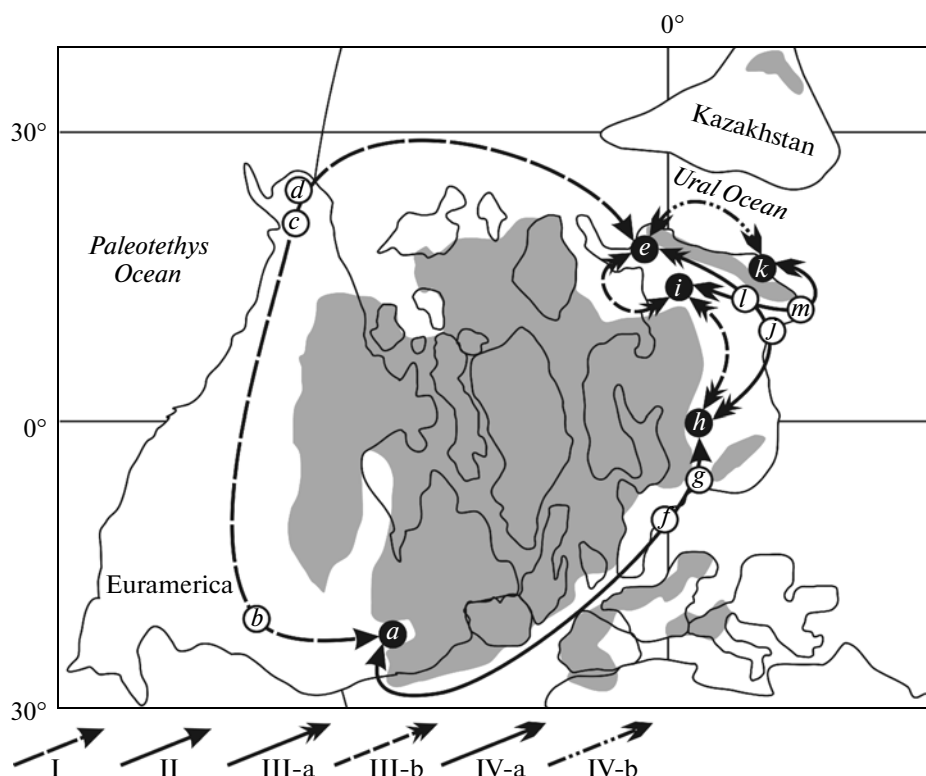 0°
30°
Kazakhstan
Ural Ocean
d
c
Paleotethys
Ocean
e
k
i
l
m
j
0°
h
g
f
Euramerica
b
a
30°
I
II
III-a
III-b
IV-a
IV-b